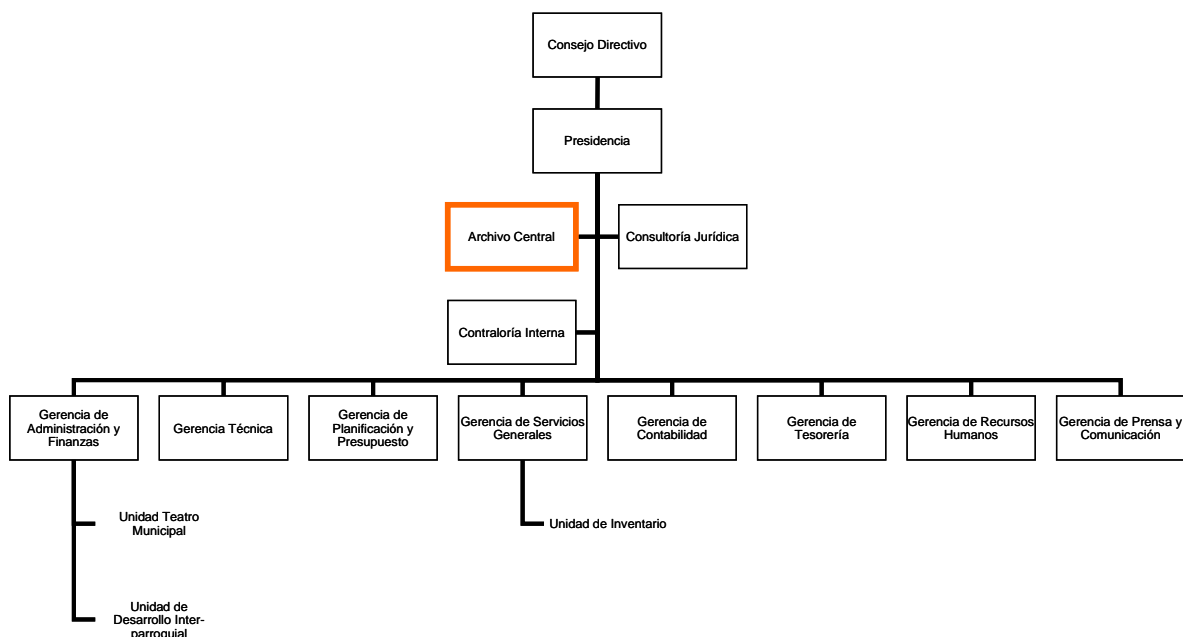 Consejo Directivo
Presidencia
Archivo Central
Consultoría Jurídica
Contraloría Interna
Gerencia de
Administración y
Finanzas
Gerencia Técnica
Gerencia de
Planificación y
Presupuesto
Gerencia de Servicios
Generales
Gerencia de
Contabilidad
Gerencia de
Tesorería
Gerencia de Recursos
Humanos
Gerencia de Prensa y
Comunicación
Unidad Teatro
Municipal
Unidad de Inventario
Unidad de
Desarrollo Inter-
parroquial